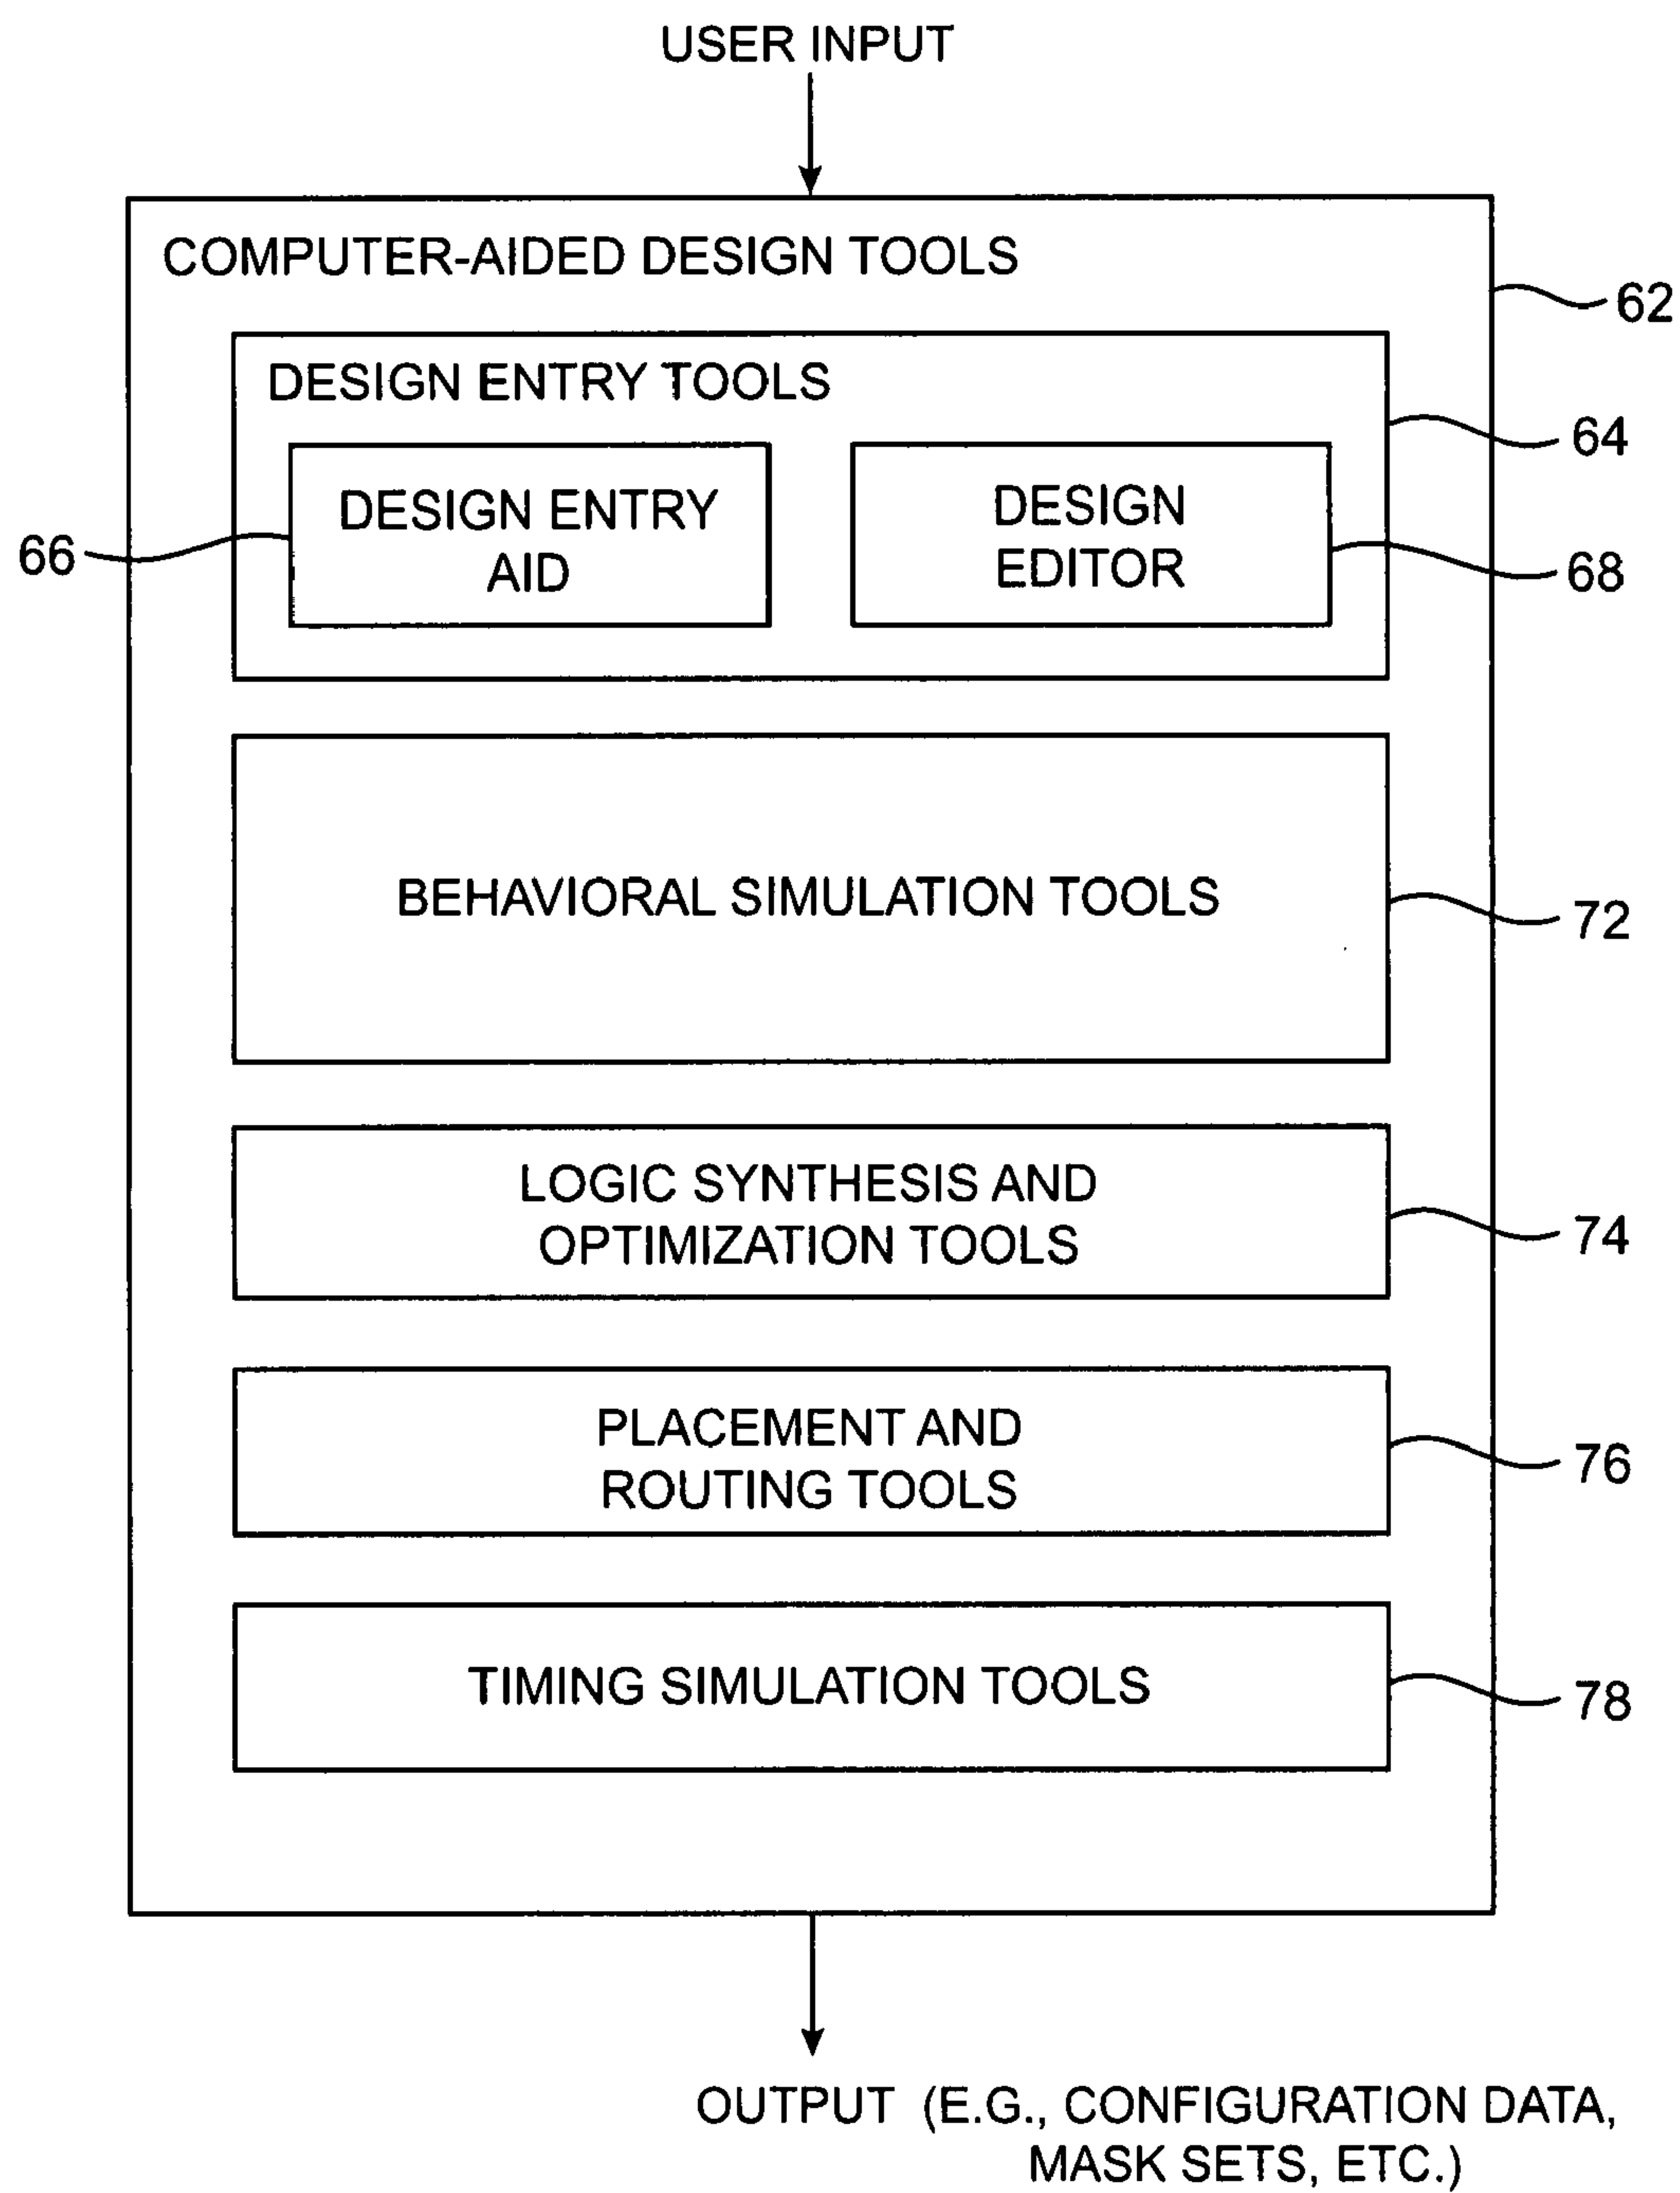 USER INPUT
COMPUTER-AIDED DESIGN TOOLS
62
DESIGN ENTRY TOOLS
64
DESIGN ENTRY
AID
66
DESIGN
EDITOR
68
BEHAVIORAL SIMULATION TOOLS
72
LOGIC SYNTHESIS AND
OPTIMIZATION TOOLS
74
PLACEMENT AND
ROUTING TOOLS
76
TIMING SIMULATION TOOLS
78
OUTPUT (E.G., CONFIGURATION DATA,
MASK SETS, ETC.)